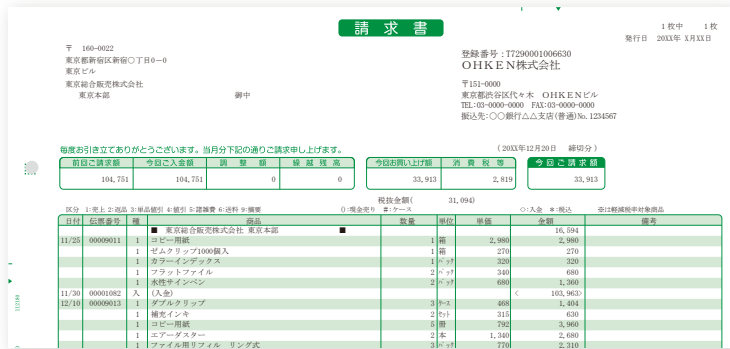 請求書
1枚中 1枚
発行日 20XX年 X月XX日
〒 160-0022
東京都新宿区新宿〇丁目0-0
東京ビル
東京総合販売株式会社
東京本部 御中
登録番号：T7290001006630
OHKEN株式会社
〒151-0000
東京都渋谷区代々木 OHKENビル
TEL:03-0000-0000 FAX:03-0000-0000
振込先:〇〇銀行△△支店(普通)No. 1234567
毎度お引き立てありがとうございます。当月分下記の通りご請求申し上げます。
(20XX年12月20日 締切分)
前回ご請求額 今回ご入金額 調整額 繰越残高 今回お買い上げ額 消費税等 今回ご請求額
104,751 104,751 0 0 33,913 2,819 33,913
税抜金額( 31,094)
区分 1:売上 2:返品 3:単品値引 4:値引 5:諸雑費 6:送料 9:摘要 ():現金売り #:ケース ◇:入金 *:税込 ※は軽減税率対象商品
日付 伝票番号 種 商品 数量 単位 単価 金額 備考
■ 東京総合販売株式会社 東京本部 ■ 16,594
11/25 00009011 1 コピー用紙 1 箱 2,980 2,980
1 ゼムクリップ1000個入 1 箱 270 270
1 カラーインデックス 1 パック 320 320
1 フラットファイル 2 パック 340 680
1 水性サインペン 2 パック 680 1,360
11/30 00001082 入 (入金) < 103,963>
12/10 00009013 1 ダブルクリップ 3 ケース 468 1,404
1 補充インキ 2 セット 315 630
1 コピー用紙 5 冊 792 3,960
1 エアーダスター 2 本 1,340 2,680
1 ファイル用リフィル リング式 3 パック 770 2,310